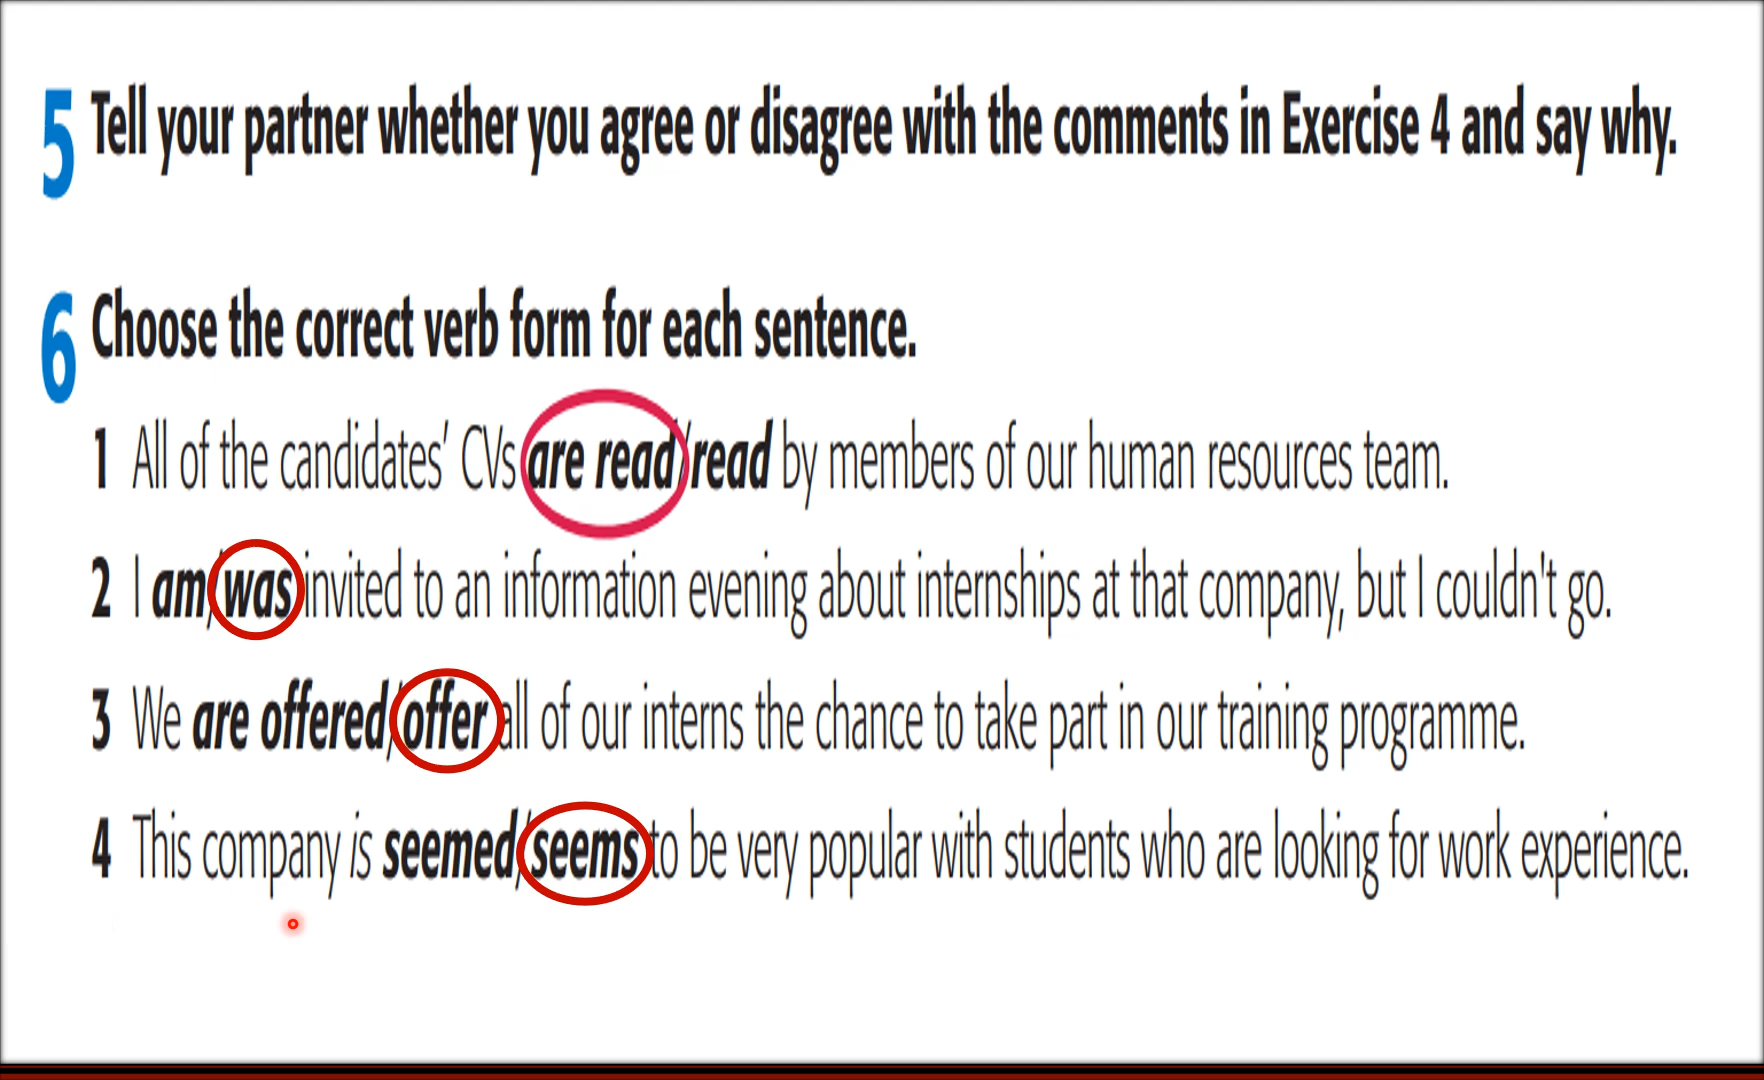 5 Tell your partner whether you agree or disagree with the comments in Exercise 4 and say why.
6 Choose the correct verb form for each sentence.
1 All of the candidates' CVs are read/read by members of our human resources team.
2 I am/was invited to an information evening about internships at that company, but I couldn't go.
3 We are offered/offer all of our interns the chance to take part in our training programme.
4 This company is seemed/seems to be very popular with students who are looking for work experience.